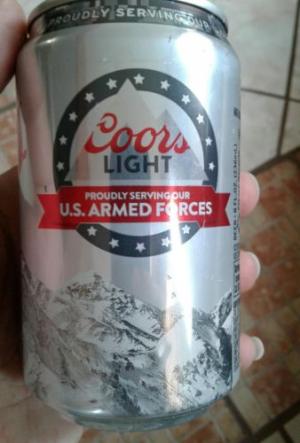 PROUDLY SERVING OUR
Coors
LIGHT
PROUDLY SERVING OUR
U.S. ARMED FORCES